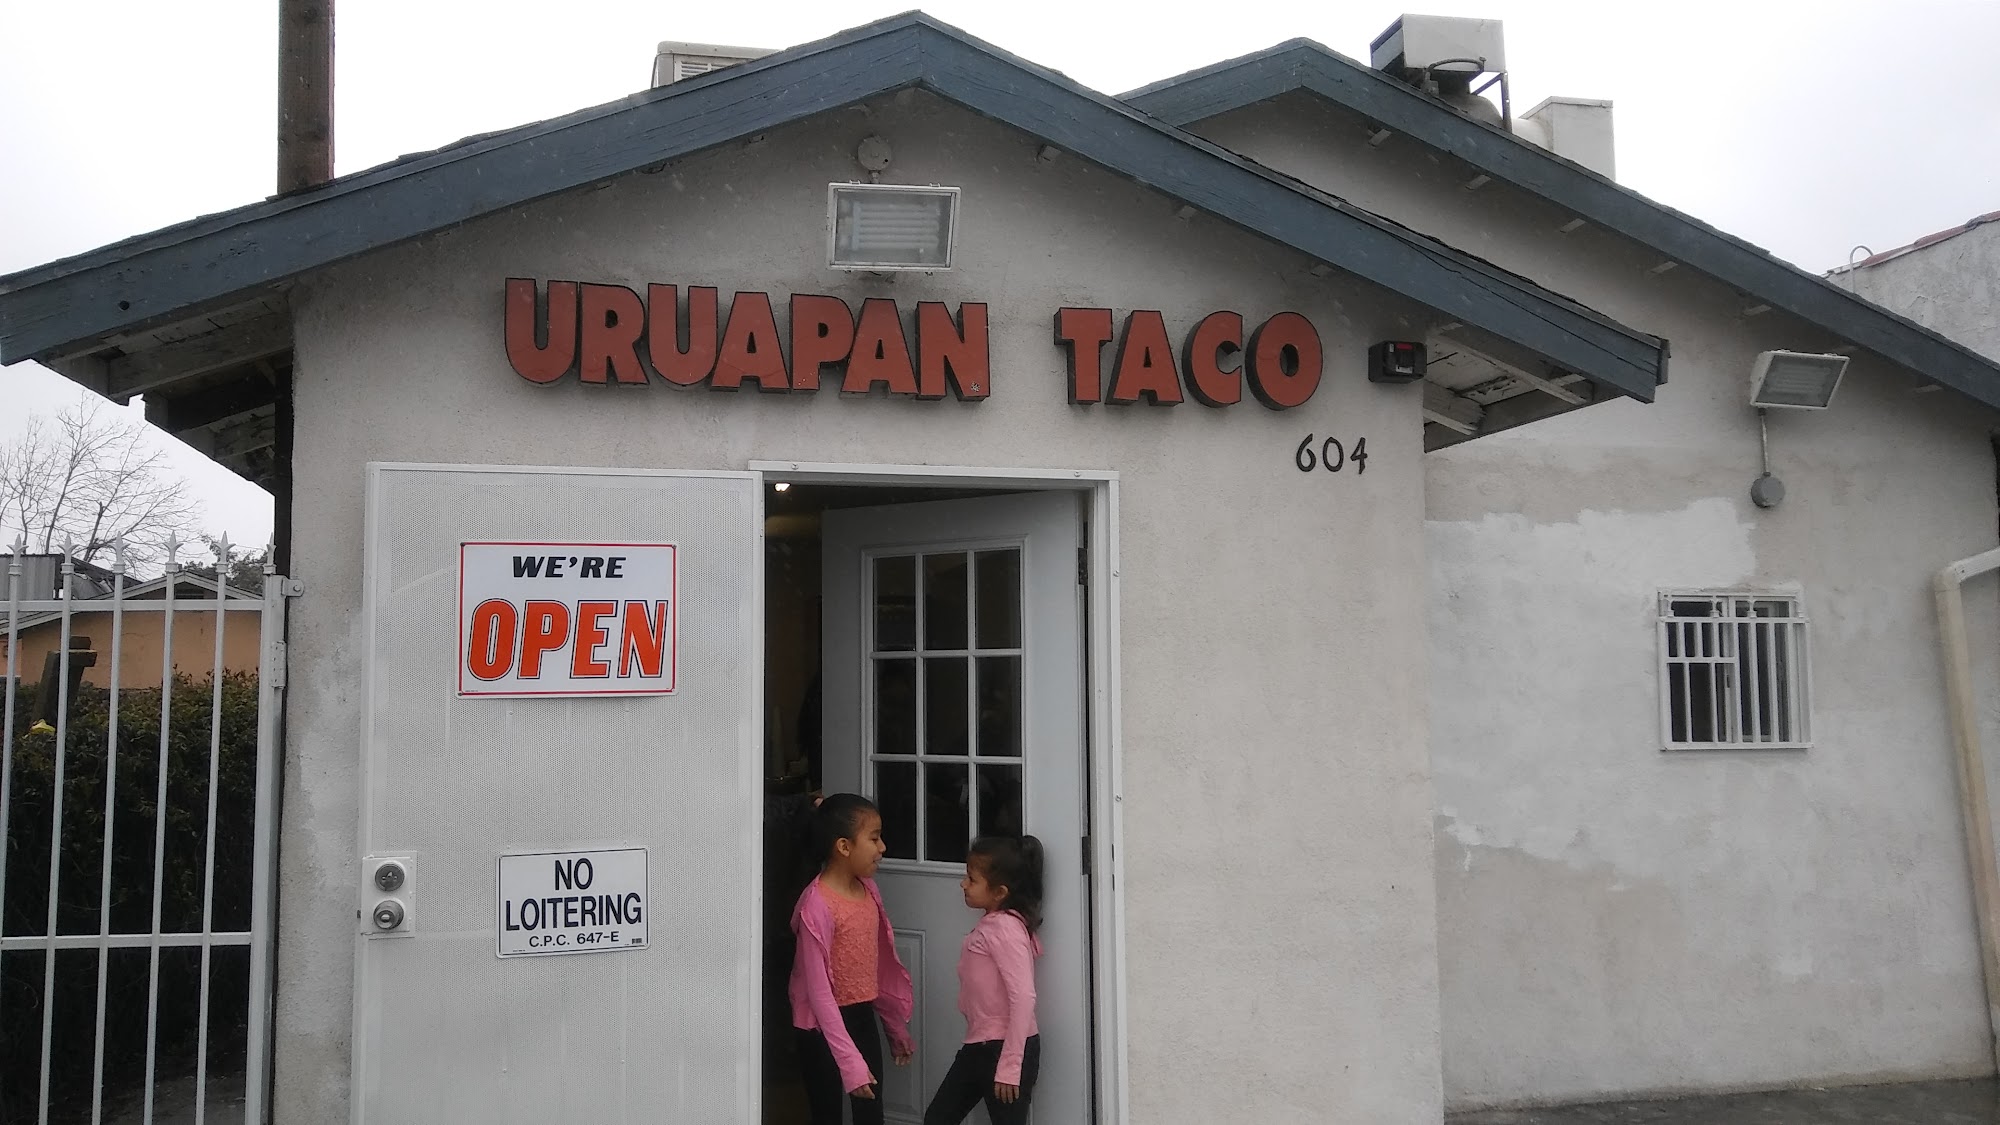 URUAPAN TACO
604
WE'RE
OPEN
NO
LOITERING
C.P.C. 647-E